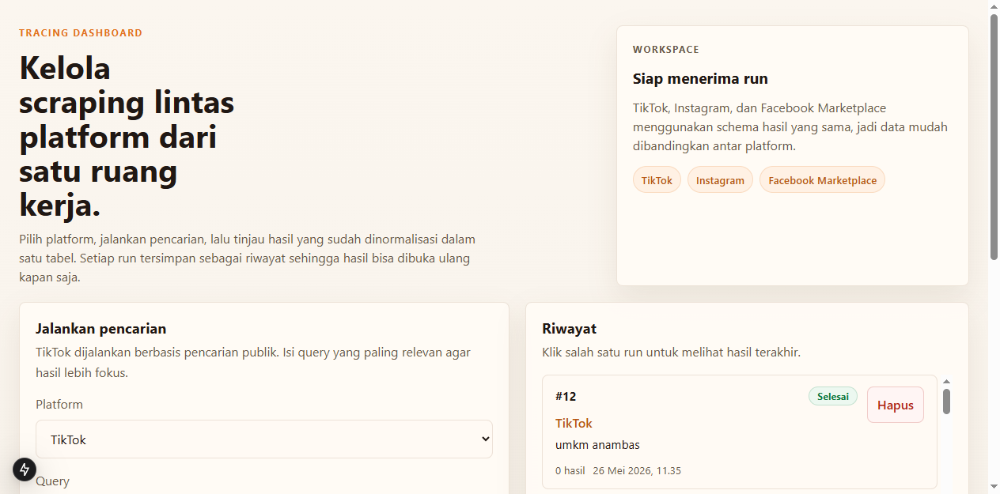 TRACING DASHBOARD
Kelola
scraping lintas
platform dari
satu ruang
kerja.
Pilih platform, jalankan pencarian, lalu tinjau hasil yang sudah dinormalisasi dalam
satu tabel. Setiap run tersimpan sebagai riwayat sehingga hasil bisa dibuka ulang
kapan saja.
WORKSPACE
Siap menerima run
TikTok, Instagram, dan Facebook Marketplace
menggunakan schema hasil yang sama, jadi data mudah
dibandingkan antar platform.
TikTok
Instagram
Facebook Marketplace
Jalankan pencarian
TikTok dijalankan berbasis pencarian publik. Isi query yang paling relevan agar
hasil lebih fokus.
Platform
TikTok
Query
Riwayat
Klik salah satu run untuk melihat hasil terakhir.
#12
Selesai
Hapus
TikTok
umkm anambas
0 hasil 26 Mei 2026, 11.35